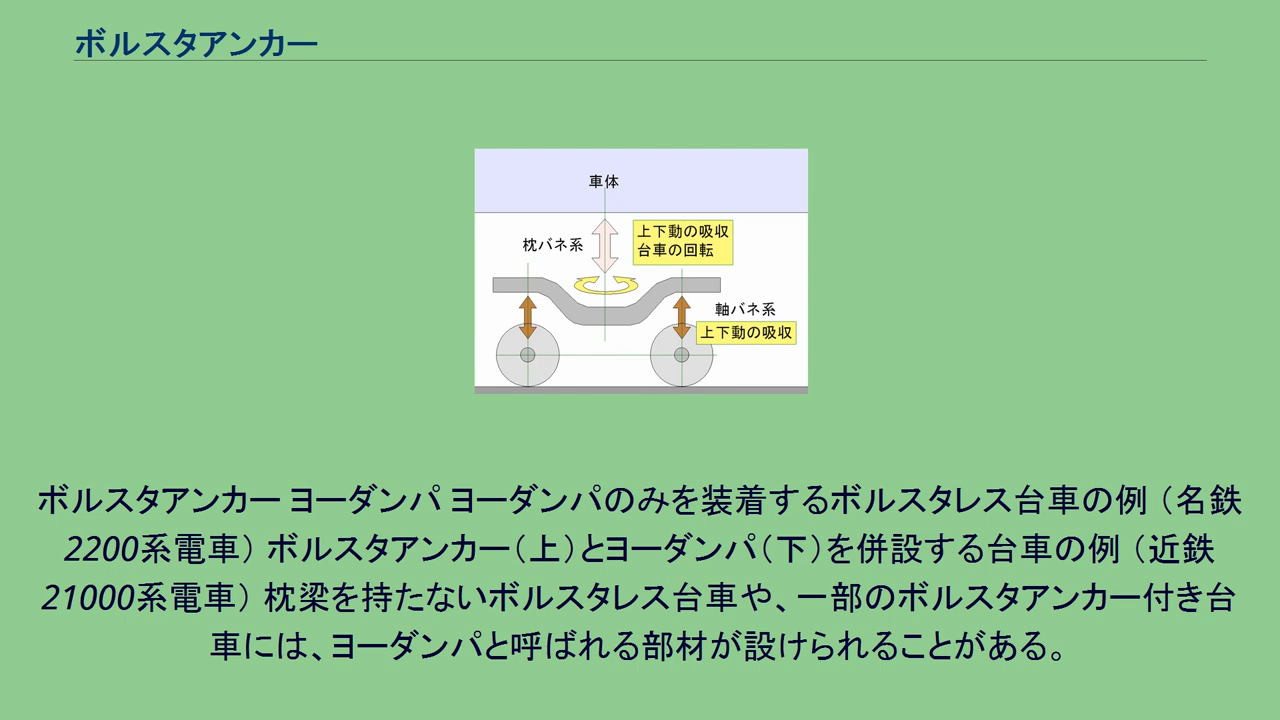 ボルスタアンカー
車体
枕バネ系
上下動の吸収
台車の回転
軸バネ系
上下動の吸収
ボルスタアンカー ヨーダンパ ヨーダンパのみを装着するボルスタレス台車の例 （名鉄
2200系電車） ボルスタアンカー（上）とヨーダンパ（下）を併設する台車の例 （近鉄
21000系電車） 枕梁を持たないボルスタレス台車や、一部のボルスタアンカー付き台
車には、ヨーダンパと呼ばれる部材が設けられることがある。